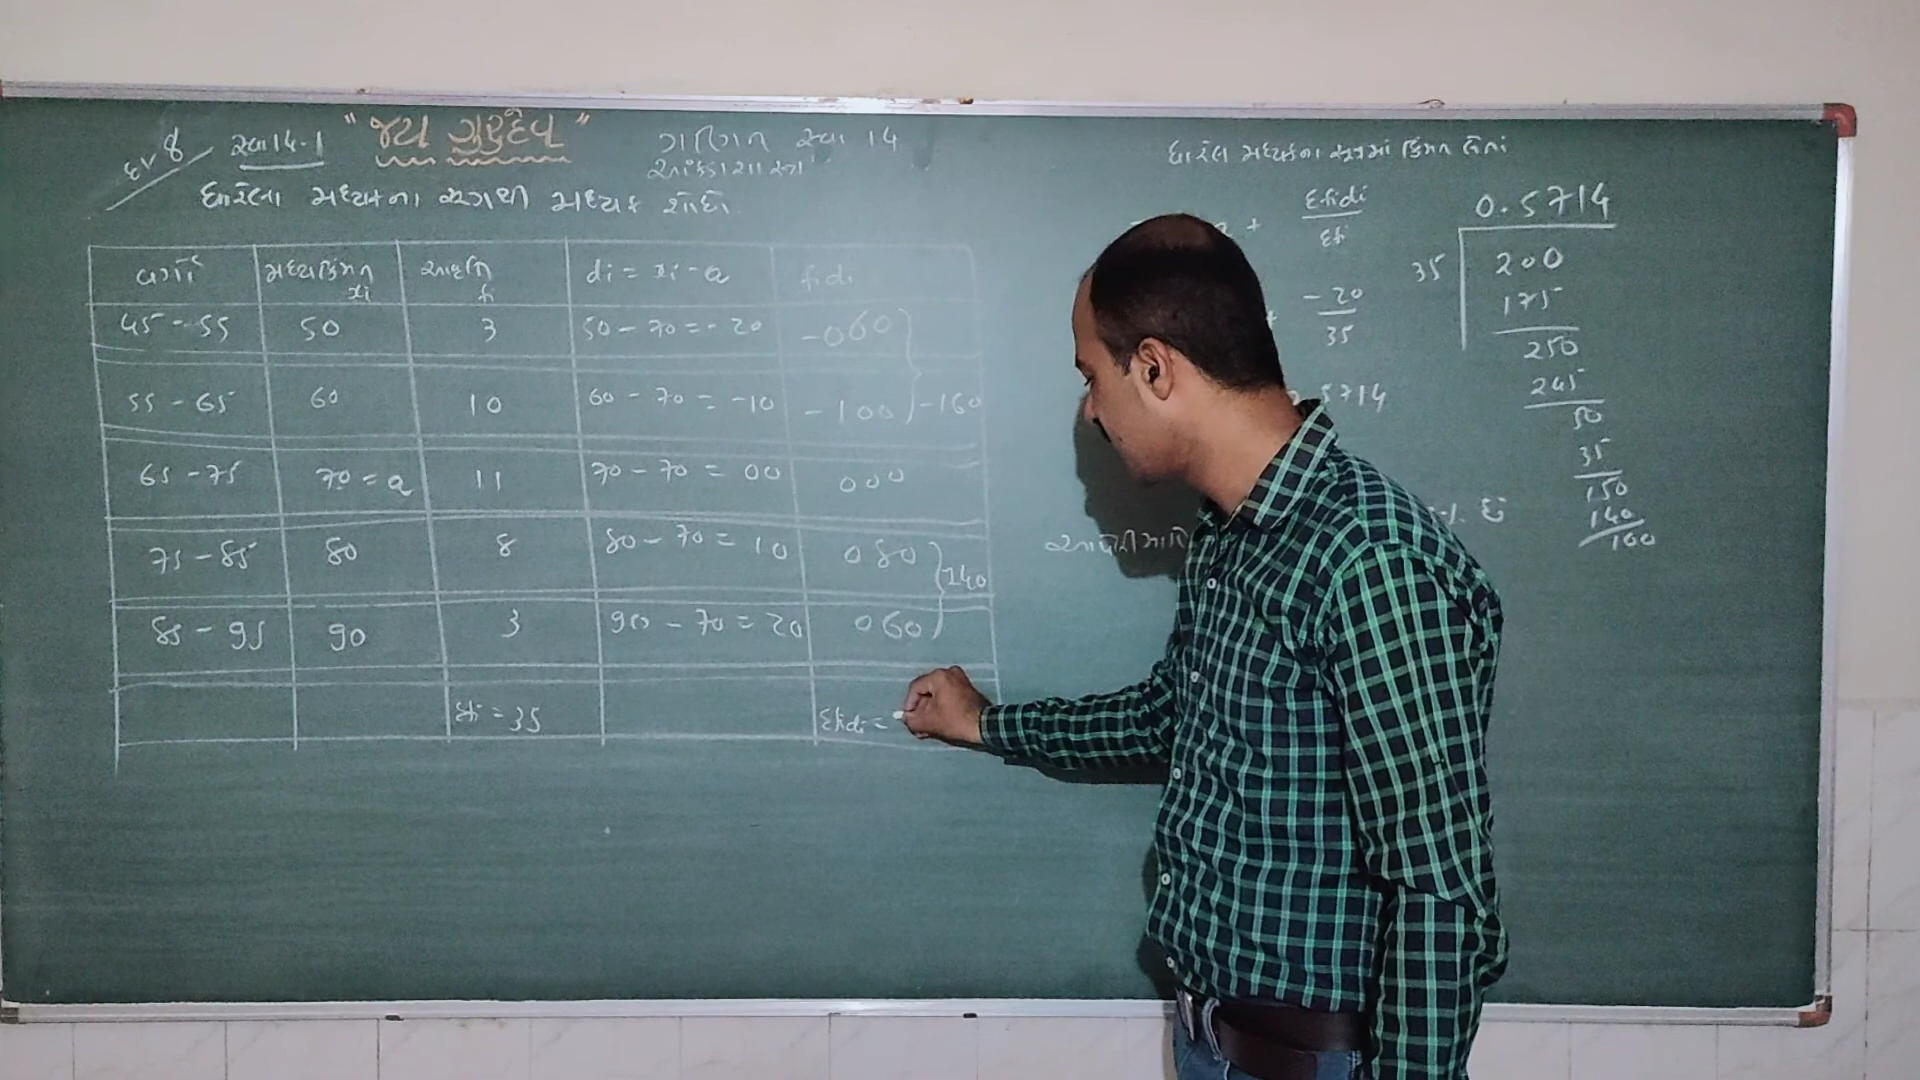 સ્વા 14.1 "જય ગુરુદેવ" ગણિત સ્વા 14
આંકડાશાસ્ત્ર
ધારેલા મધ્યકના રીતથી મધ્યક શોધો.
વર્ગ મધ્યકિંમત xi આવૃત્તિ fi di = xi - a fidi
45 - 55 50 3 50 - 70 = - 20 - 060
55 - 65 60 10 60 - 70 = - 10 - 100 - 160
65 - 75 70 = a 11 70 - 70 = 00 000
75 - 85 80 8 80 - 70 = 10 080 140
85 - 95 90 3 90 - 70 = 20 060
Σfi = 35 Σfidi =
ધારેલ મધ્યકના સૂત્રમાં કિંમત લેતાં
+ Σfidi
Σfi
- 20
35
5714
0.5714
35 200
175
250
245
50
35
150
140
100